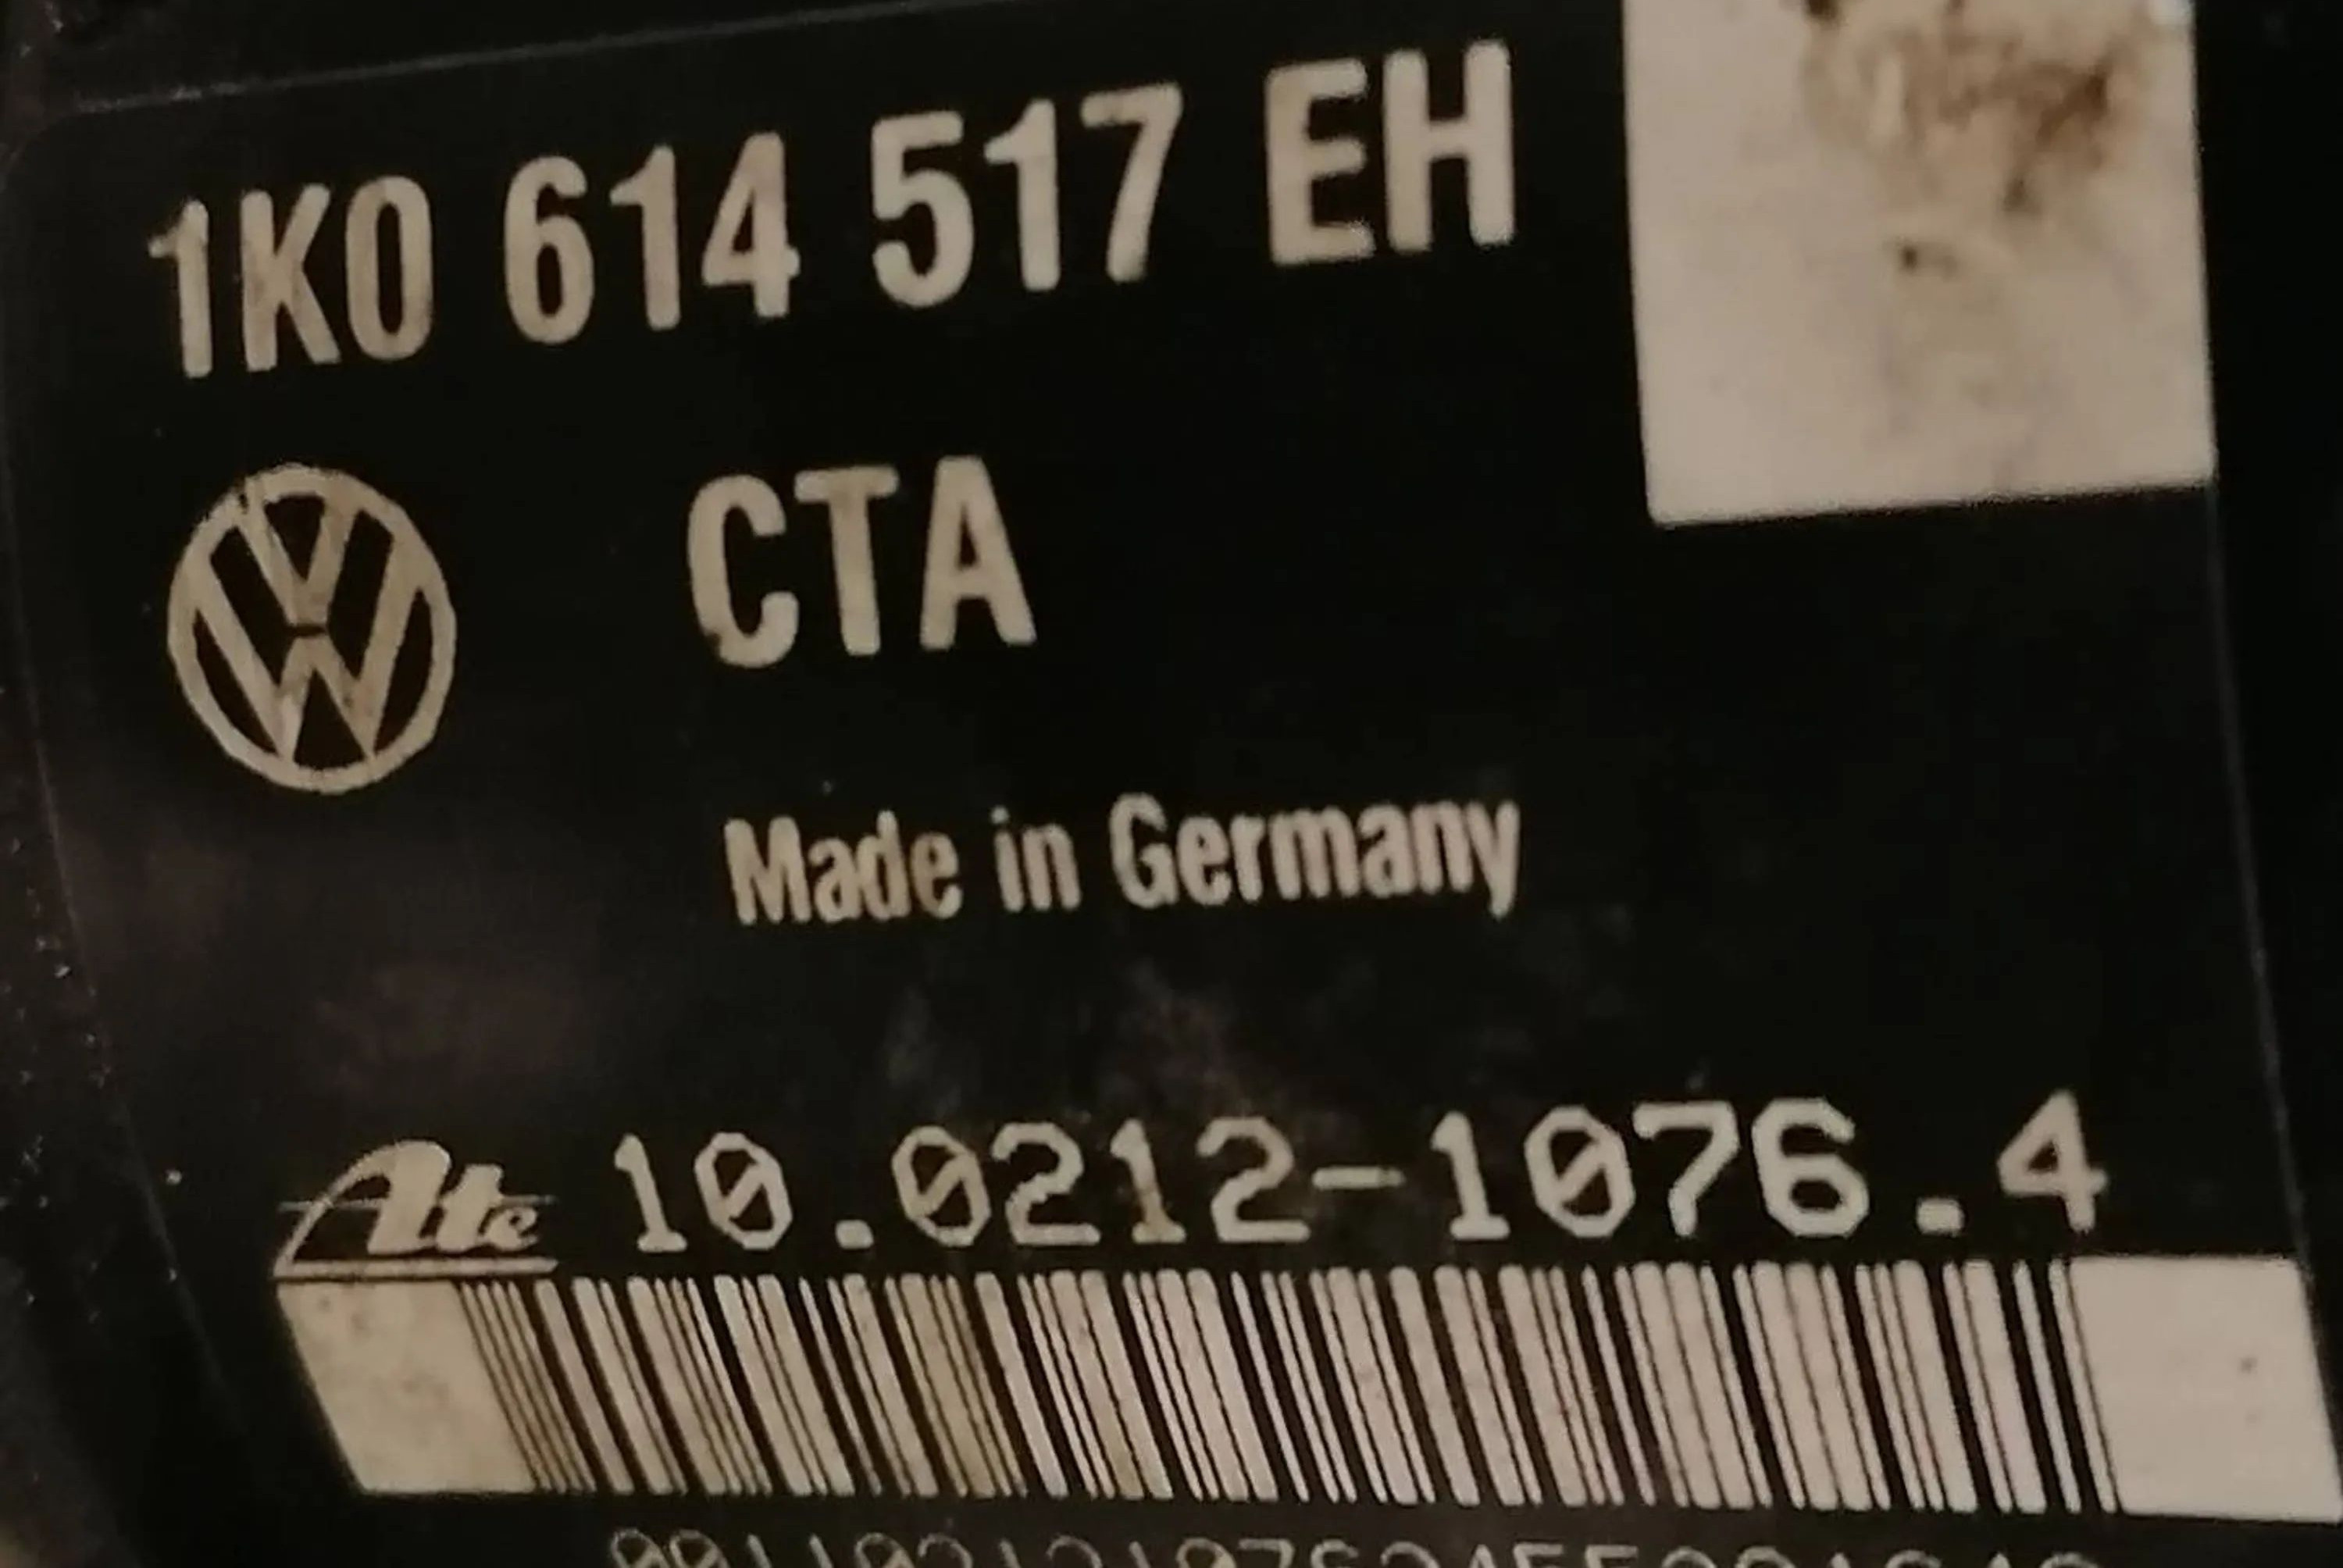 1K0 614 517 EH
CTA
Made in Germany
Ate 10.0212-1076.4